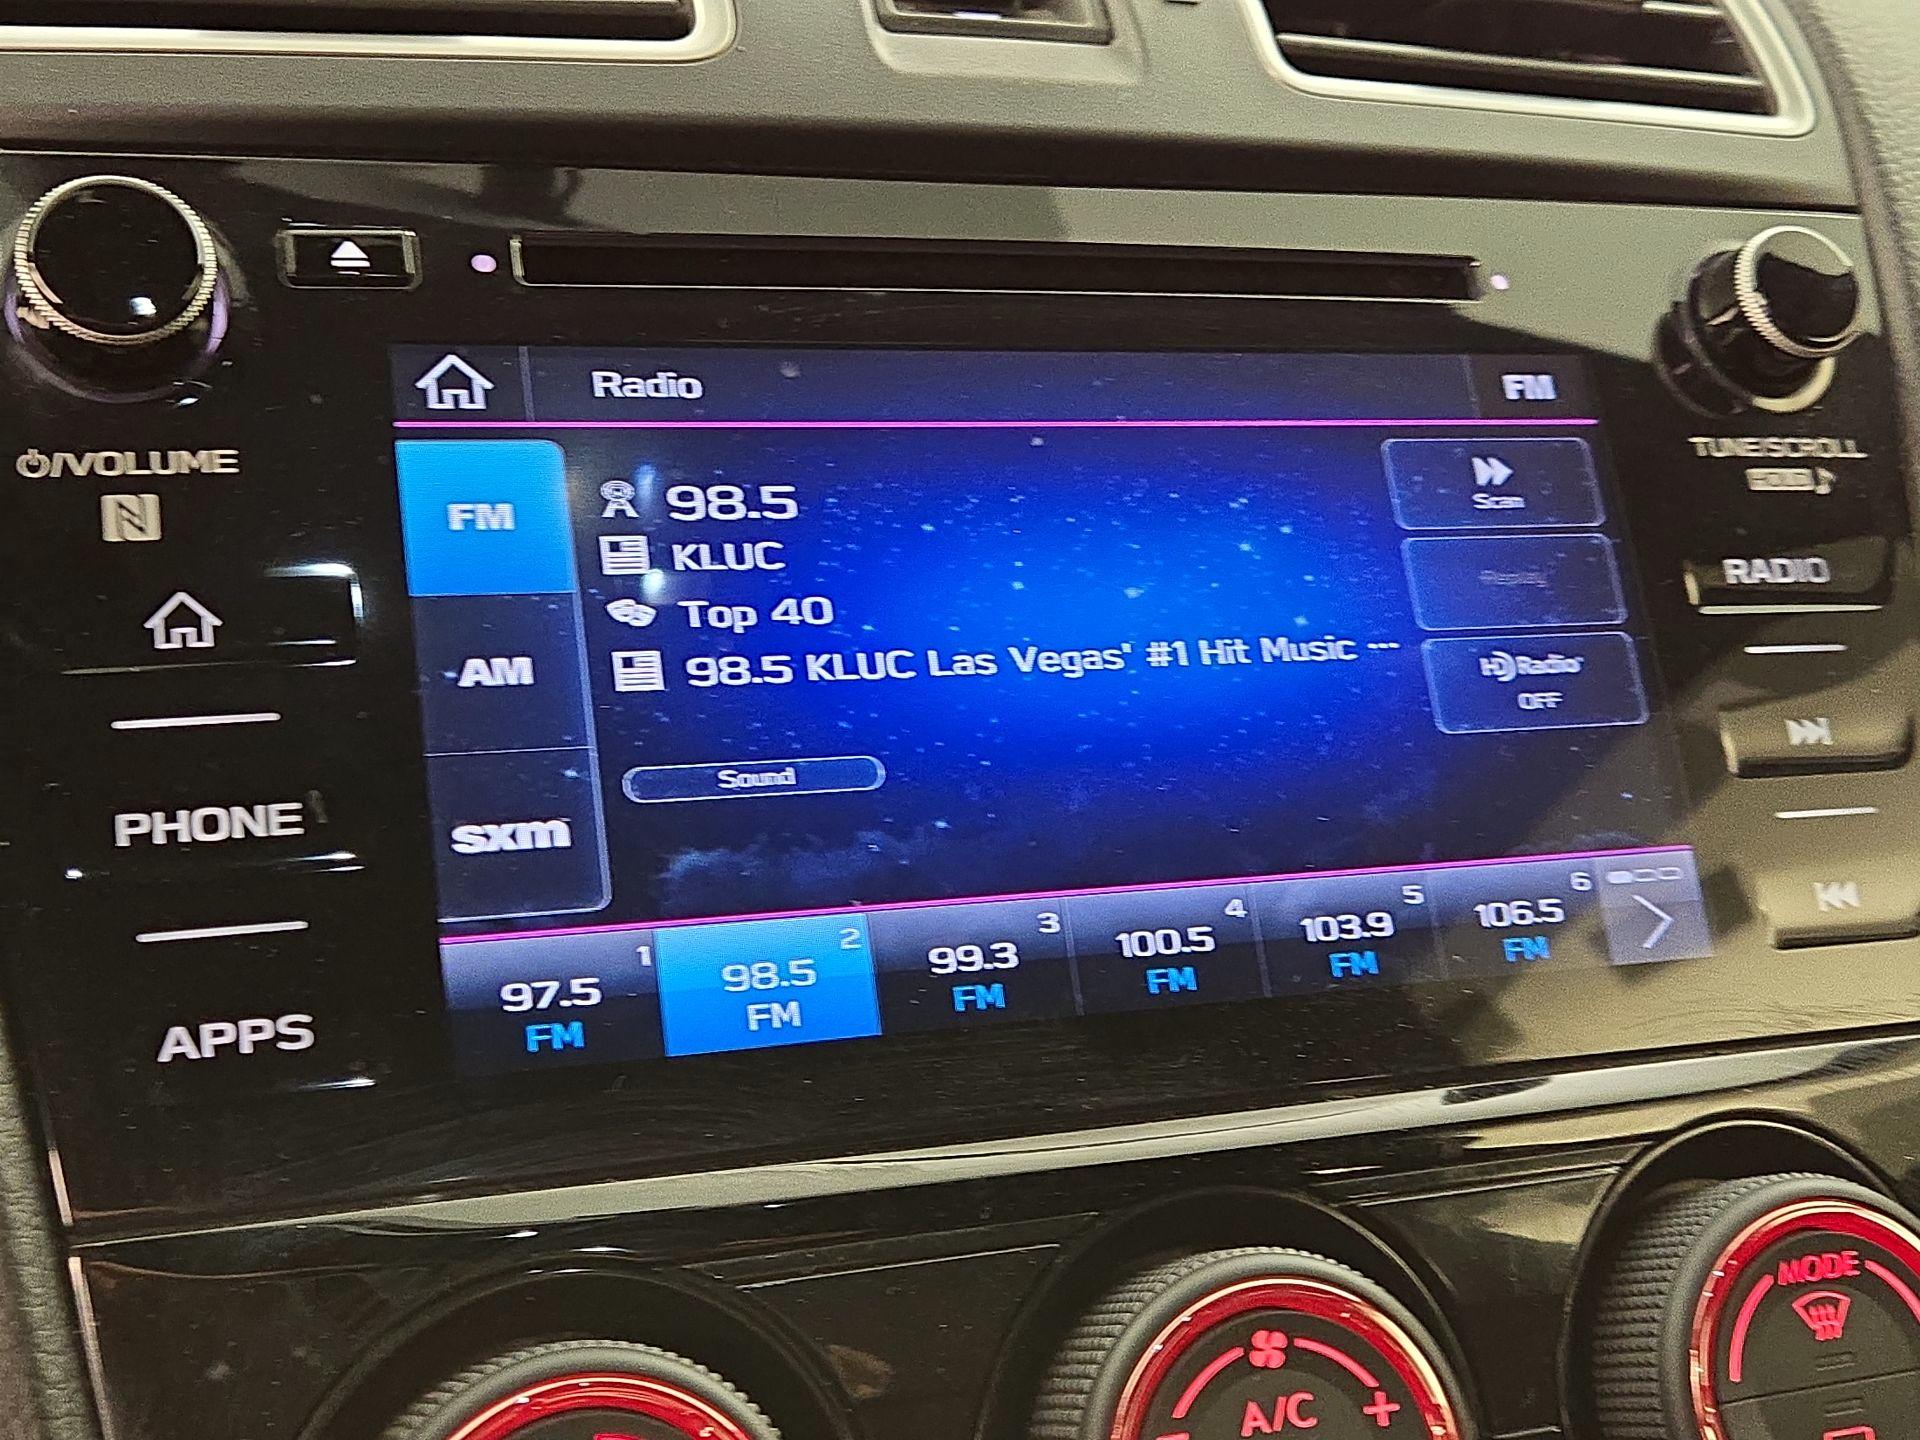 Radio
FM
⏻/VOLUME
TUNE/SCROLL
FM
98.5
Scan
KLUC
RADIO
Top 40
AM
98.5 KLUC Las Vegas' #1 Hit Music ...
HD Radio
OFF
Sound
PHONE
sxm
1
2
3
4
5
6
97.5
98.5
99.3
100.5
103.9
106.5
FM
FM
FM
FM
FM
FM
APPS
MODE
A/C +